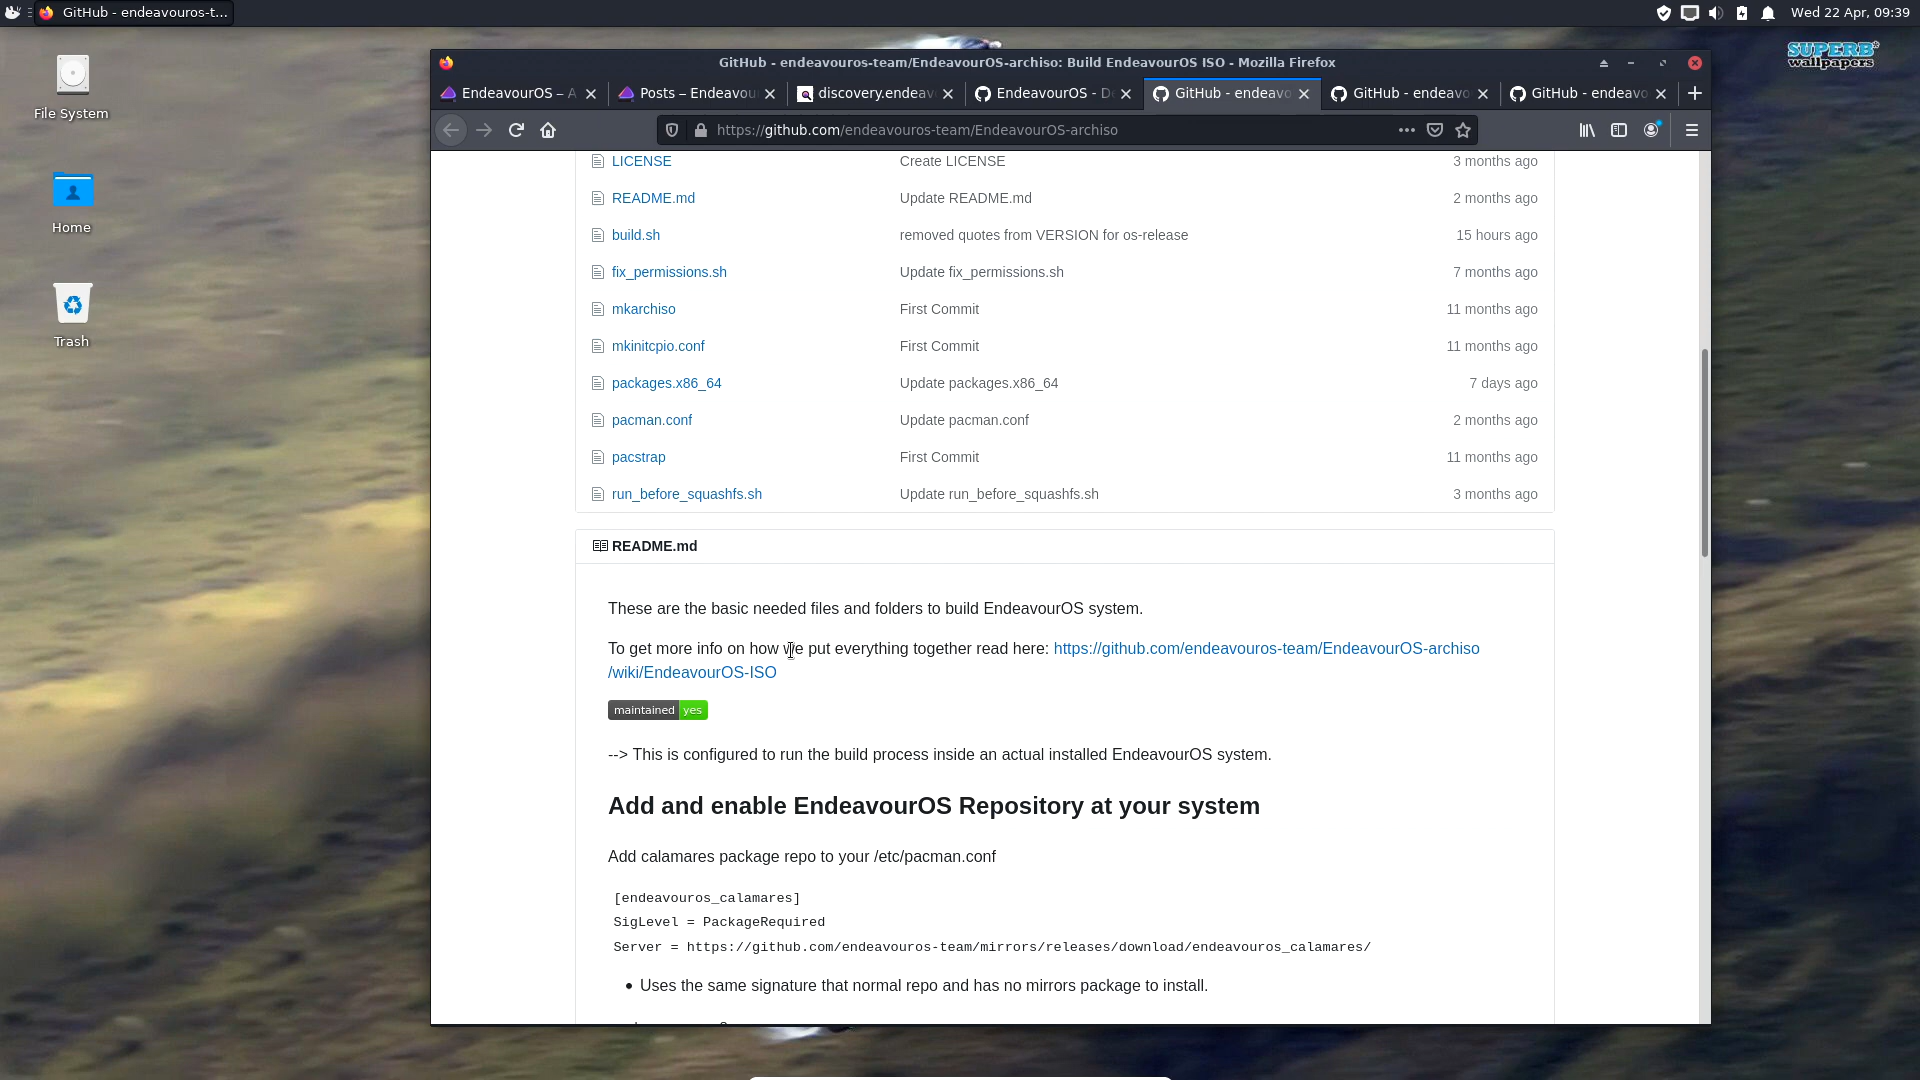 GitHub - endeavouros-t...
Wed 22 Apr, 09:39
SUPERB
wallpapers
File System
Home
Trash
GitHub - endeavouros-team/EndeavourOS-archiso: Build EndeavourOS ISO - Mozilla Firefox
EndeavourOS – A
Posts – Endeavou
discovery.endeav
EndeavourOS - D
GitHub - endeavo
GitHub - endeavo
GitHub - endeavo
https://github.com/endeavouros-team/EndeavourOS-archiso
LICENSE Create LICENSE 3 months ago
README.md Update README.md 2 months ago
build.sh removed quotes from VERSION for os-release 15 hours ago
fix_permissions.sh Update fix_permissions.sh 7 months ago
mkarchiso First Commit 11 months ago
mkinitcpio.conf First Commit 11 months ago
packages.x86_64 Update packages.x86_64 7 days ago
pacman.conf Update pacman.conf 2 months ago
pacstrap First Commit 11 months ago
run_before_squashfs.sh Update run_before_squashfs.sh 3 months ago
README.md
These are the basic needed files and folders to build EndeavourOS system.
To get more info on how we put everything together read here: https://github.com/endeavouros-team/EndeavourOS-archiso
/wiki/EndeavourOS-ISO
maintained yes
--> This is configured to run the build process inside an actual installed EndeavourOS system.
Add and enable EndeavourOS Repository at your system
Add calamares package repo to your /etc/pacman.conf
[endeavouros_calamares]
SigLevel = PackageRequired
Server = https://github.com/endeavouros-team/mirrors/releases/download/endeavouros_calamares/
• Uses the same signature that normal repo and has no mirrors package to install.